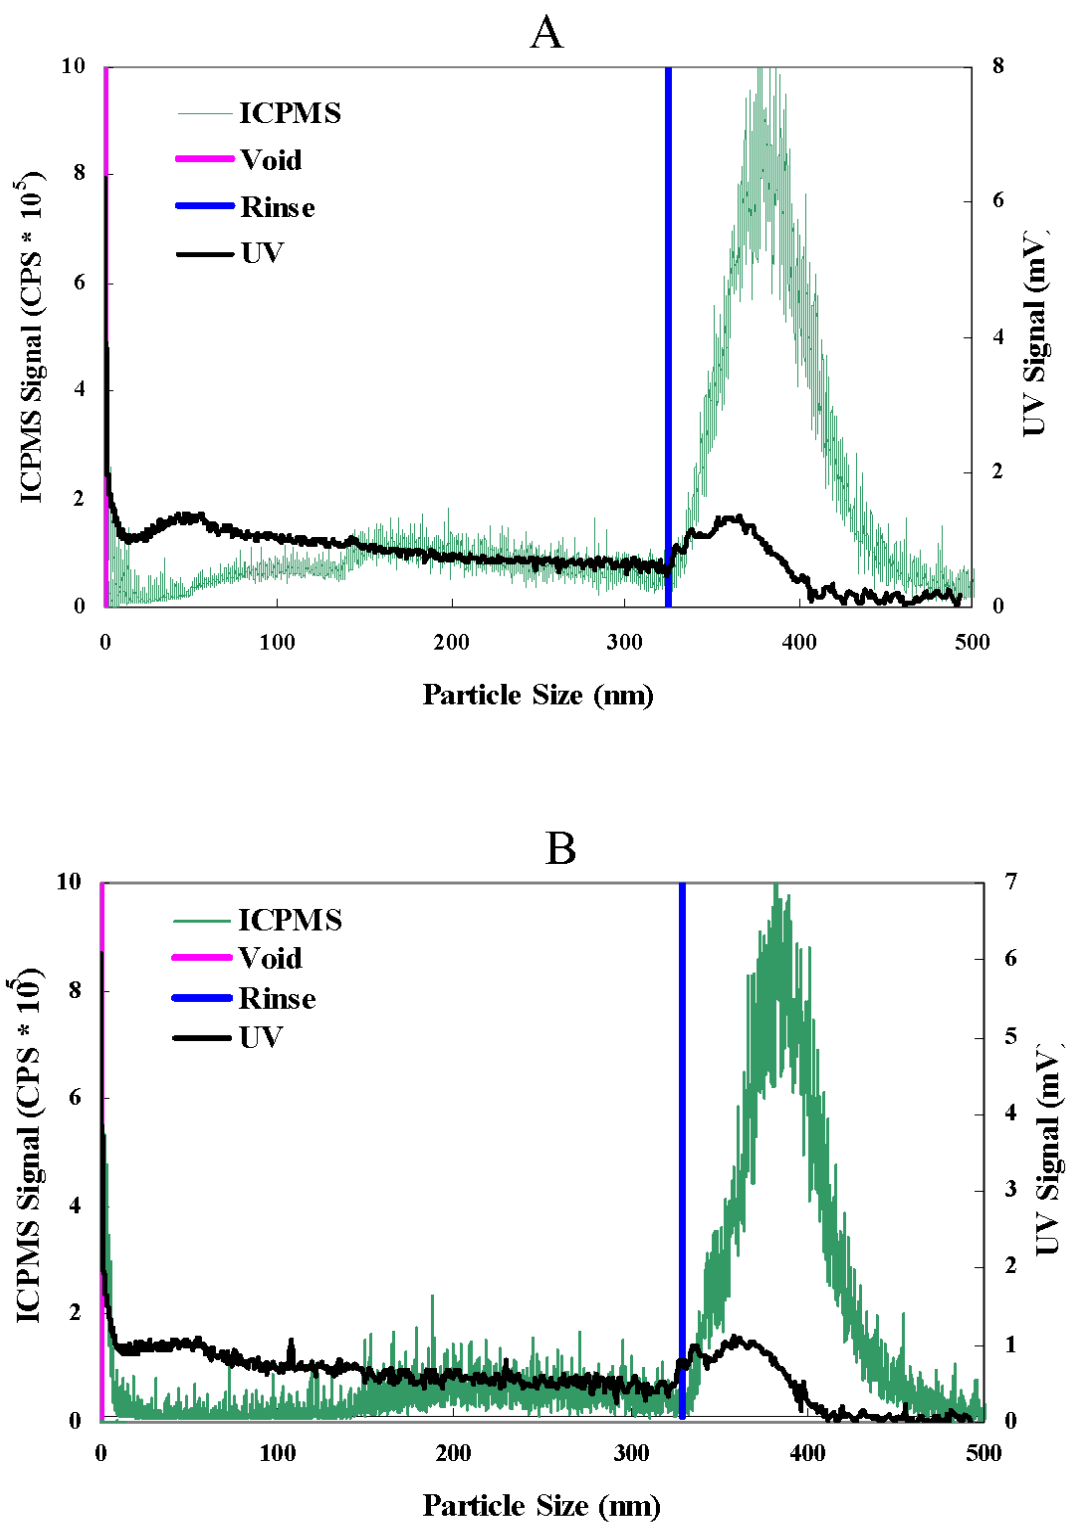 A
10
8
6
4
2
0
ICPMS Signal (CPS * 10^5)
ICPMS
Void
Rinse
UV
8
6
4
2
0
UV Signal (mV)
0 100 200 300 400 500
Particle Size (nm)
B
10
8
6
4
2
0
ICPMS Signal (CPS * 10^5)
ICPMS
Void
Rinse
UV
7
6
5
4
3
2
1
0
UV Signal (mV)
0 100 200 300 400 500
Particle Size (nm)